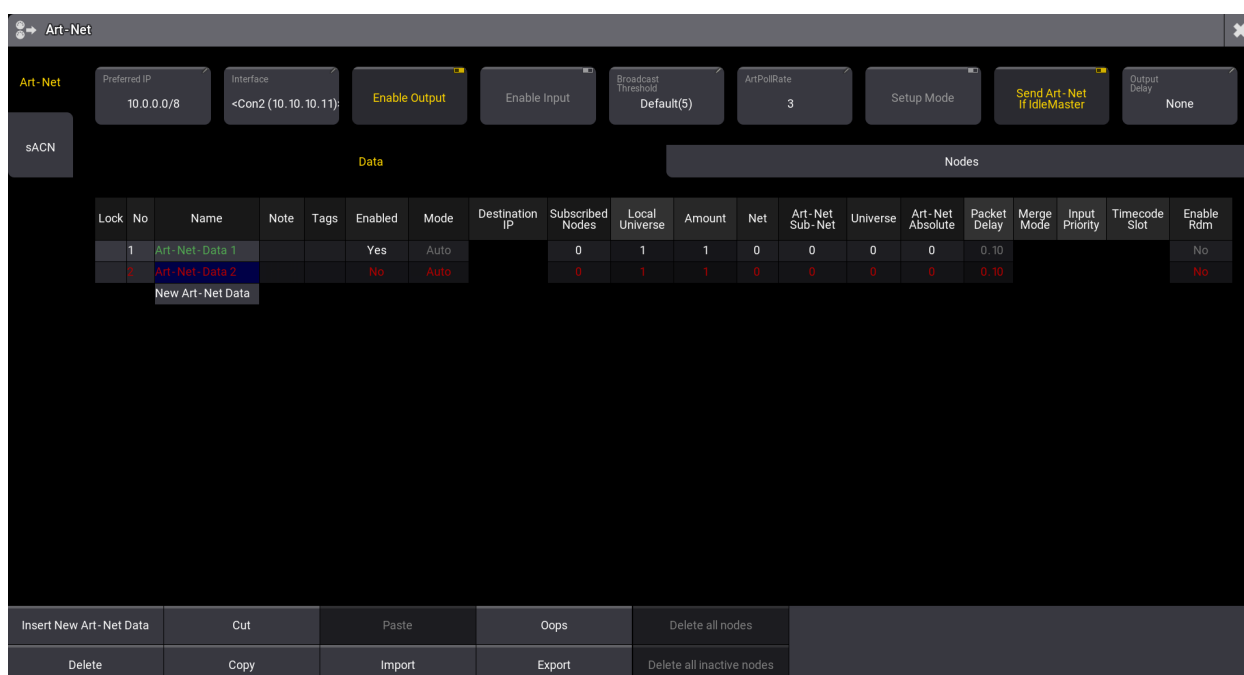 Art-Net
Art-Net
Preferred IP
10.0.0.0/8
Interface
<Con2 (10.10.10.11):
Enable Output
Enable Input
Broadcast
Threshold
Default(5)
ArtPollRate
3
Setup Mode
Send Art-Net
If IdleMaster
Output
Delay
None
sACN
Data
Nodes
Lock No Name Note Tags Enabled Mode Destination IP Subscribed Nodes Local Universe Amount Net Art-Net Sub-Net Universe Art-Net Absolute Packet Delay Merge Mode Input Priority Timecode Slot Enable Rdm
1 Art-Net-Data 1 Yes Auto 0 1 1 0 0 0 0 0.10 No
2 Art-Net-Data 2 No Auto 0 1 1 0 0 0 0 0.10 No
New Art-Net Data
Insert New Art-Net Data Cut Paste Oops Delete all nodes
Delete Copy Import Export Delete all inactive nodes